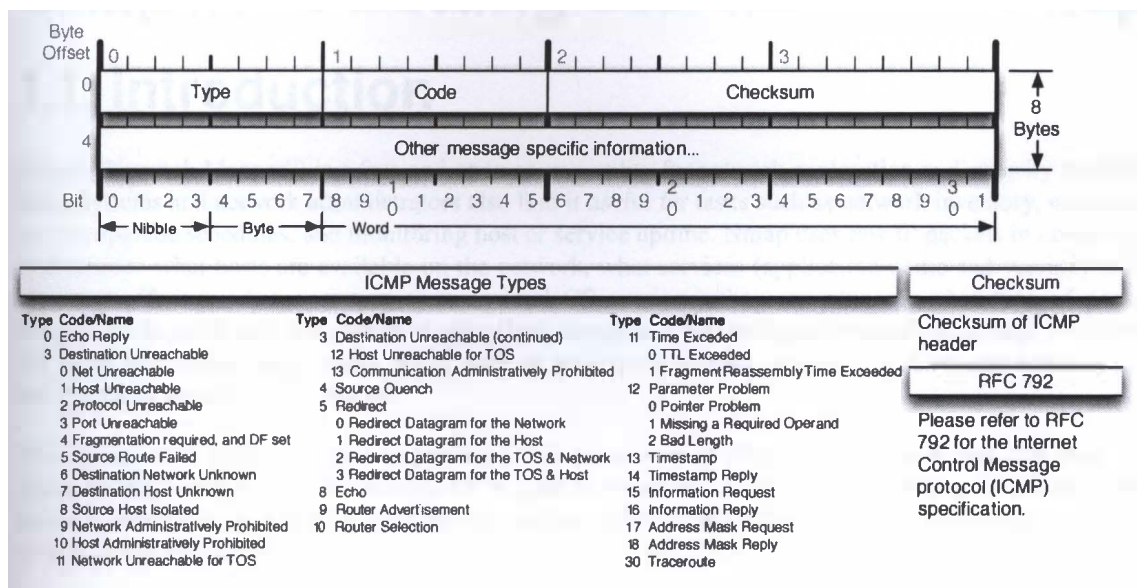 Byte
Offset 0 1 2 3
1.1 Introduction
0 Type Code Checksum
8
Bytes
4 Other message specific information...
Bit 0 1 2 3 4 5 6 7 8 9 1 0 1 2 3 4 5 6 7 8 9 2 0 1 2 3 4 5 6 7 8 9 3 0 1
Nibble Byte Word
monitoring host or service uptime. Nmap
ICMP Message Types
Type Code/Name
0 Echo Reply
3 Destination Unreachable
0 Net Unreachable
1 Host Unreachable
2 Protocol Unreachable
3 Port Unreachable
4 Fragmentation required, and DF set
5 Source Route Failed
6 Destination Network Unknown
7 Destination Host Unknown
8 Source Host Isolated
9 Network Administratively Prohibited
10 Host Administratively Prohibited
11 Network Unreachable for TOS
Type Code/Name
3 Destination Unreachable (continued)
12 Host Unreachable for TOS
13 Communication Administratively Prohibited
4 Source Quench
5 Redirect
0 Redirect Datagram for the Network
1 Redirect Datagram for the Host
2 Redirect Datagram for the TOS & Network
3 Redirect Datagram for the TOS & Host
8 Echo
9 Router Advertisement
10 Router Selection
Type Code/Name
11 Time Exceded
0 TTL Exceeded
1 Fragment Reassembly Time Exceeded
12 Parameter Problem
0 Pointer Problem
1 Missing a Required Operand
2 Bad Length
13 Timestamp
14 Timestamp Reply
15 Information Request
16 Information Reply
17 Address Mask Request
18 Address Mask Reply
30 Traceroute
Checksum
Checksum of ICMP
header
RFC 792
Please refer to RFC
792 for the Internet
Control Message
protocol (ICMP)
specification.